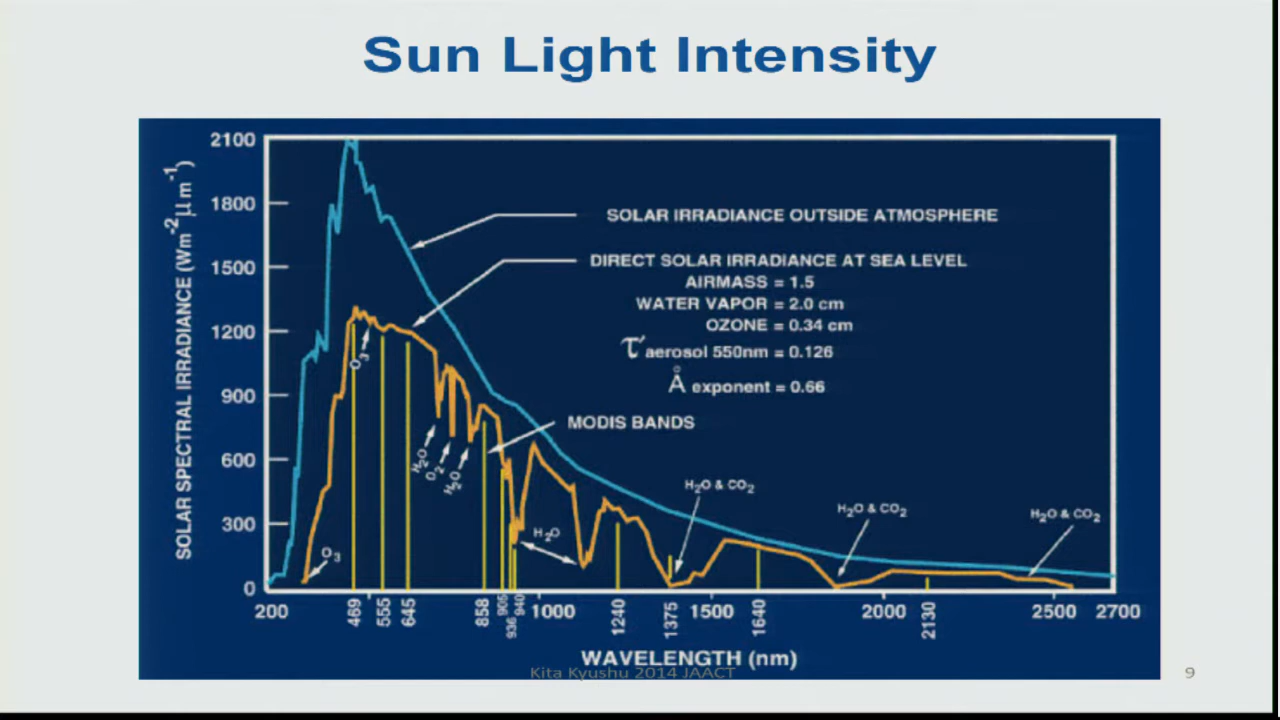 Sun Light Intensity
SOLAR SPECTRAL IRRADIANCE (Wm-2μm-1)
2100
1800
1500
1200
900
600
300
0
SOLAR IRRADIANCE OUTSIDE ATMOSPHERE
DIRECT SOLAR IRRADIANCE AT SEA LEVEL
AIRMASS = 1.5
WATER VAPOR = 2.0 cm
OZONE = 0.34 cm
τ′aerosol 550nm = 0.126
Å exponent = 0.66
MODIS BANDS
O3
O3
H2O
O2
H2O
H2O
H2O & CO2
H2O & CO2
H2O & CO2
200 469 555 645 858 905 936 940 1000 1240 1375 1500 1640 2000 2130 2500 2700
WAVELENGTH (nm)
Kita Kyushu 2014 JAACT
9